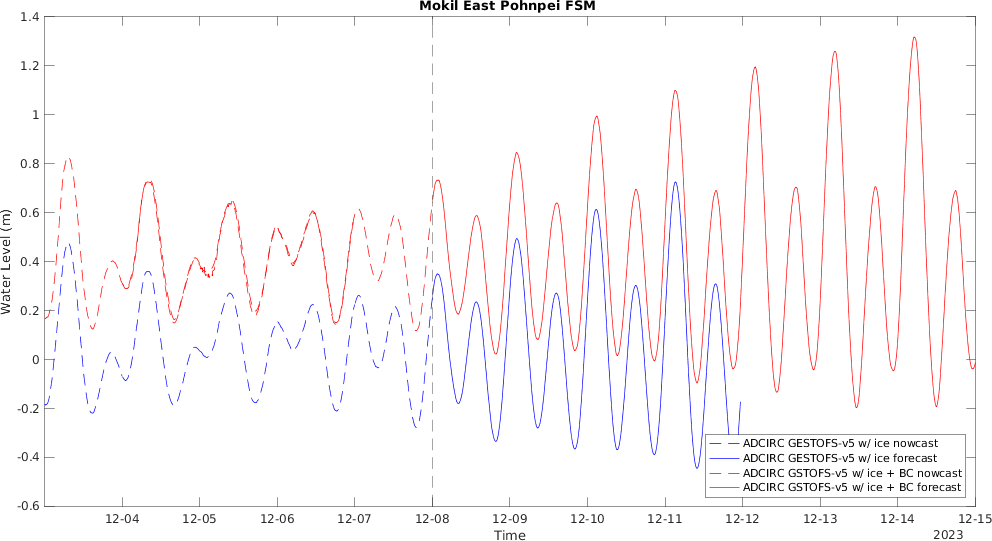 Mokil East Pohnpei FSM
1.4
1.2
1
0.8
0.6
0.4
0.2
0
-0.2
-0.4
-0.6
Water Level (m)
ADCIRC GESTOFS-v5 w/ ice nowcast
ADCIRC GESTOFS-v5 w/ ice forecast
ADCIRC GSTOFS-v5 w/ ice + BC nowcast
ADCIRC GSTOFS-v5 w/ ice + BC forecast
12-04 12-05 12-06 12-07 12-08 12-09 12-10 12-11 12-12 12-13 12-14 12-15
Time
2023